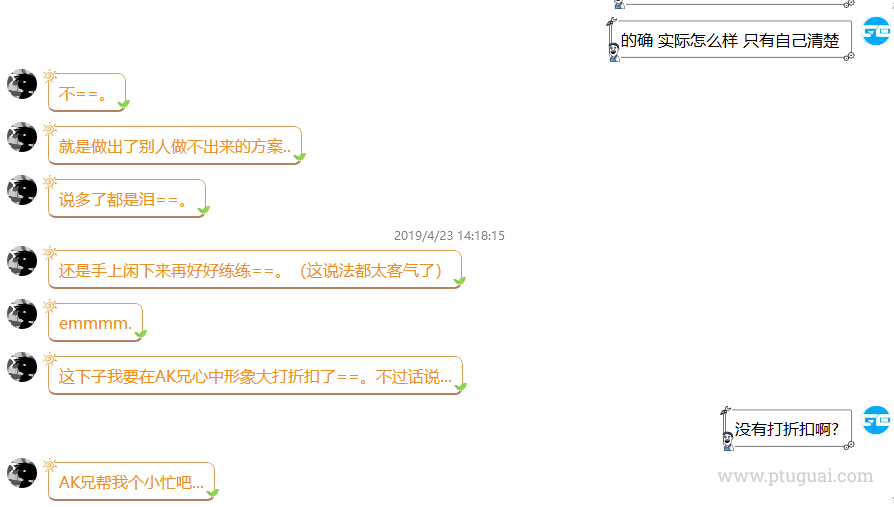 的确 实际怎么样 只有自己清楚
不==。
就是做出了别人做不出来的方案..
说多了都是泪==。
2019/4/23 14:18:15
还是手上闲下来再好好练练==。（这说法都太客气了）
emmmm.
这下子我要在AK兄心中形象大打折扣了==。不过话说...
没有打折扣啊?
AK兄帮我个小忙吧...
www.ptuguai.com